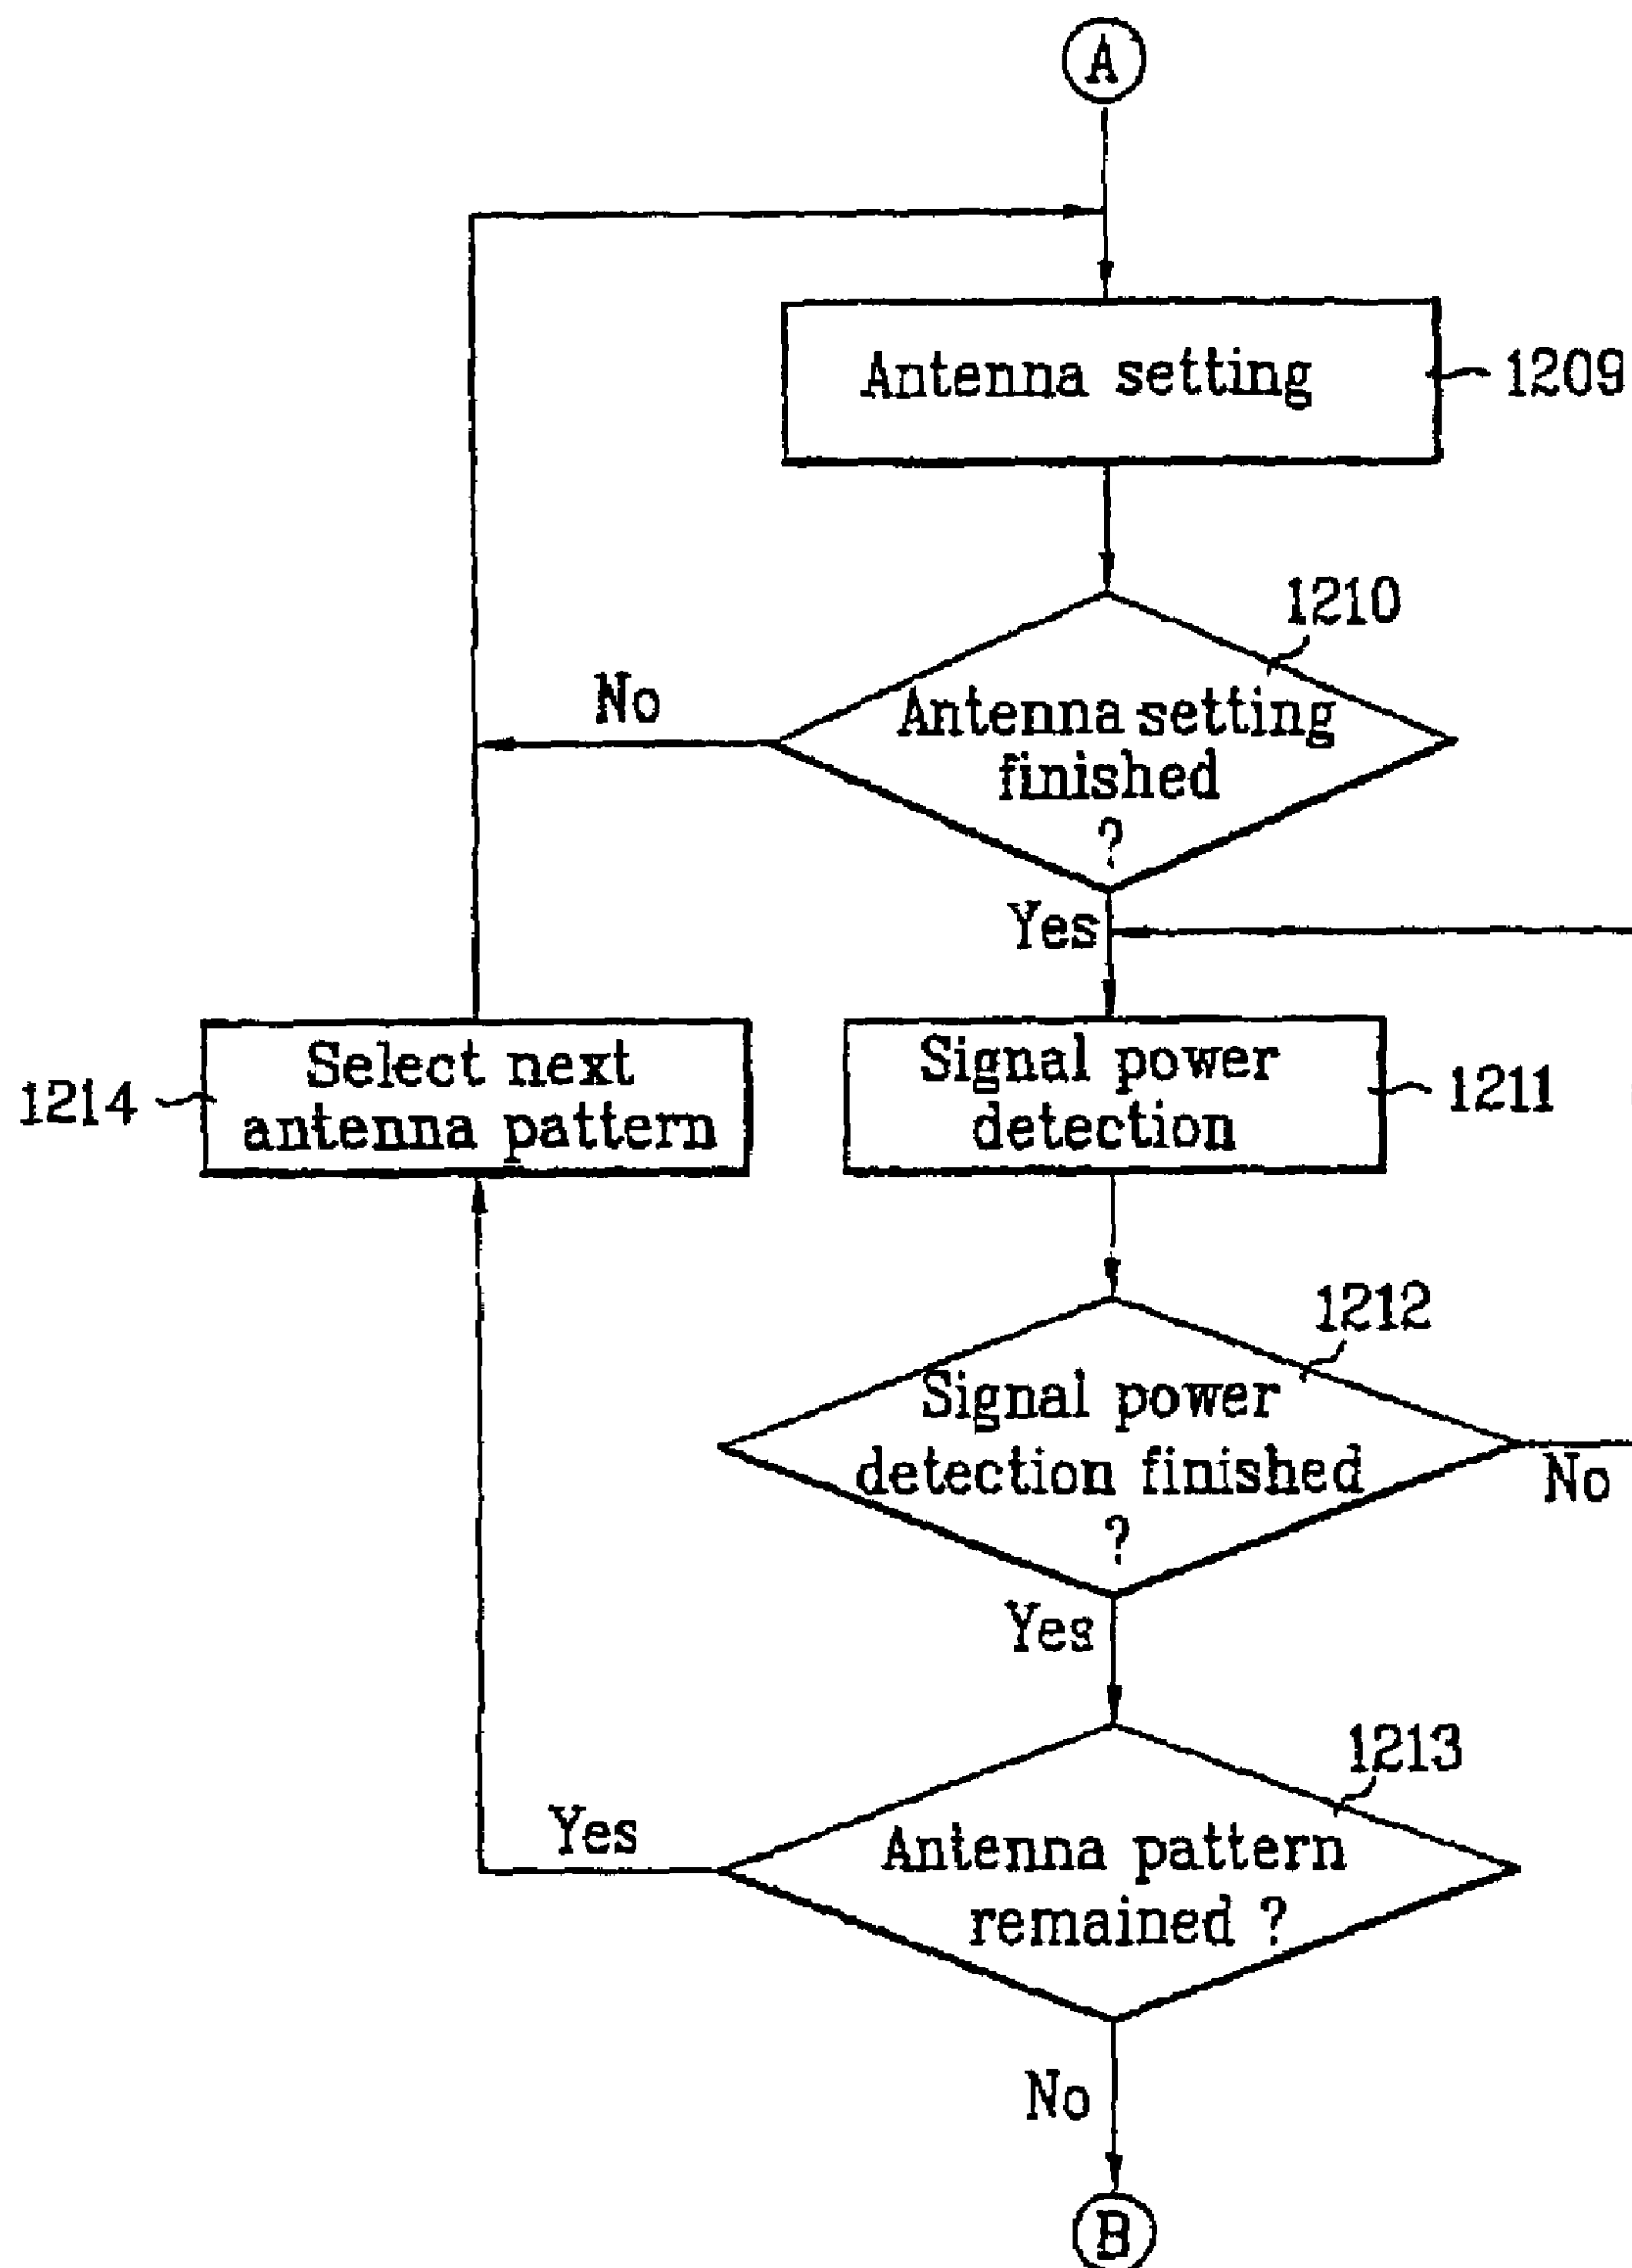 A
Antenna setting
1209
1210
No
Antenna setting
finished
?
Yes
Select next
antenna pattern
1214
Signal power
detection
1211
1212
Signal power
detection finished
?
No
Yes
1213
Yes
Antenna pattern
remained ?
No
B